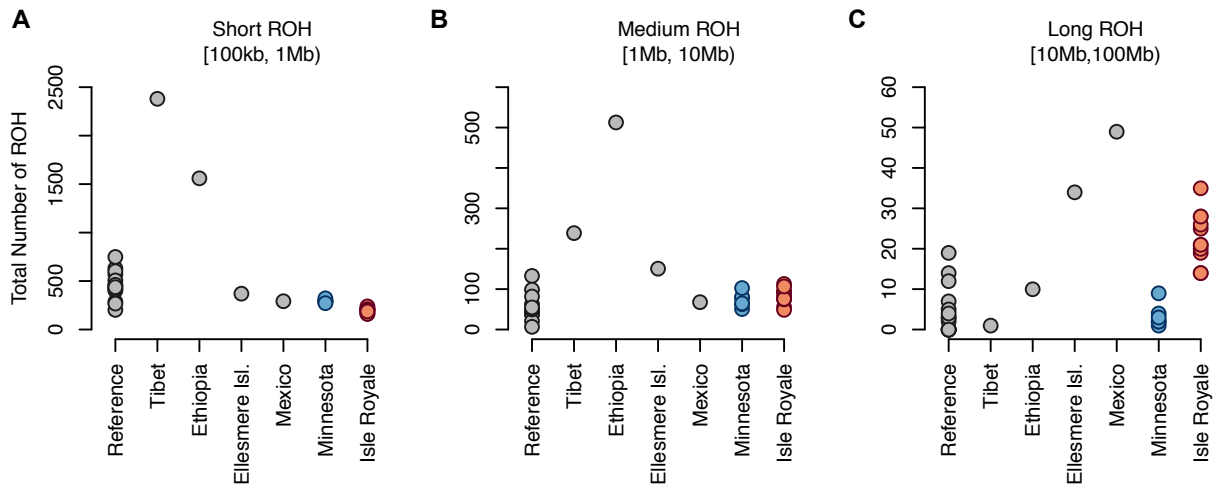 A
Short ROH
[100kb, 1Mb)
Total Number of ROH
2500
1500
500
0
Reference
Tibet
Ethiopia
Ellesmere Isl.
Mexico
Minnesota
Isle Royale
B
Medium ROH
[1Mb, 10Mb)
500
300
100
0
Reference
Tibet
Ethiopia
Ellesmere Isl.
Mexico
Minnesota
Isle Royale
C
Long ROH
[10Mb,100Mb)
60
50
40
30
20
10
0
Reference
Tibet
Ethiopia
Ellesmere Isl.
Mexico
Minnesota
Isle Royale